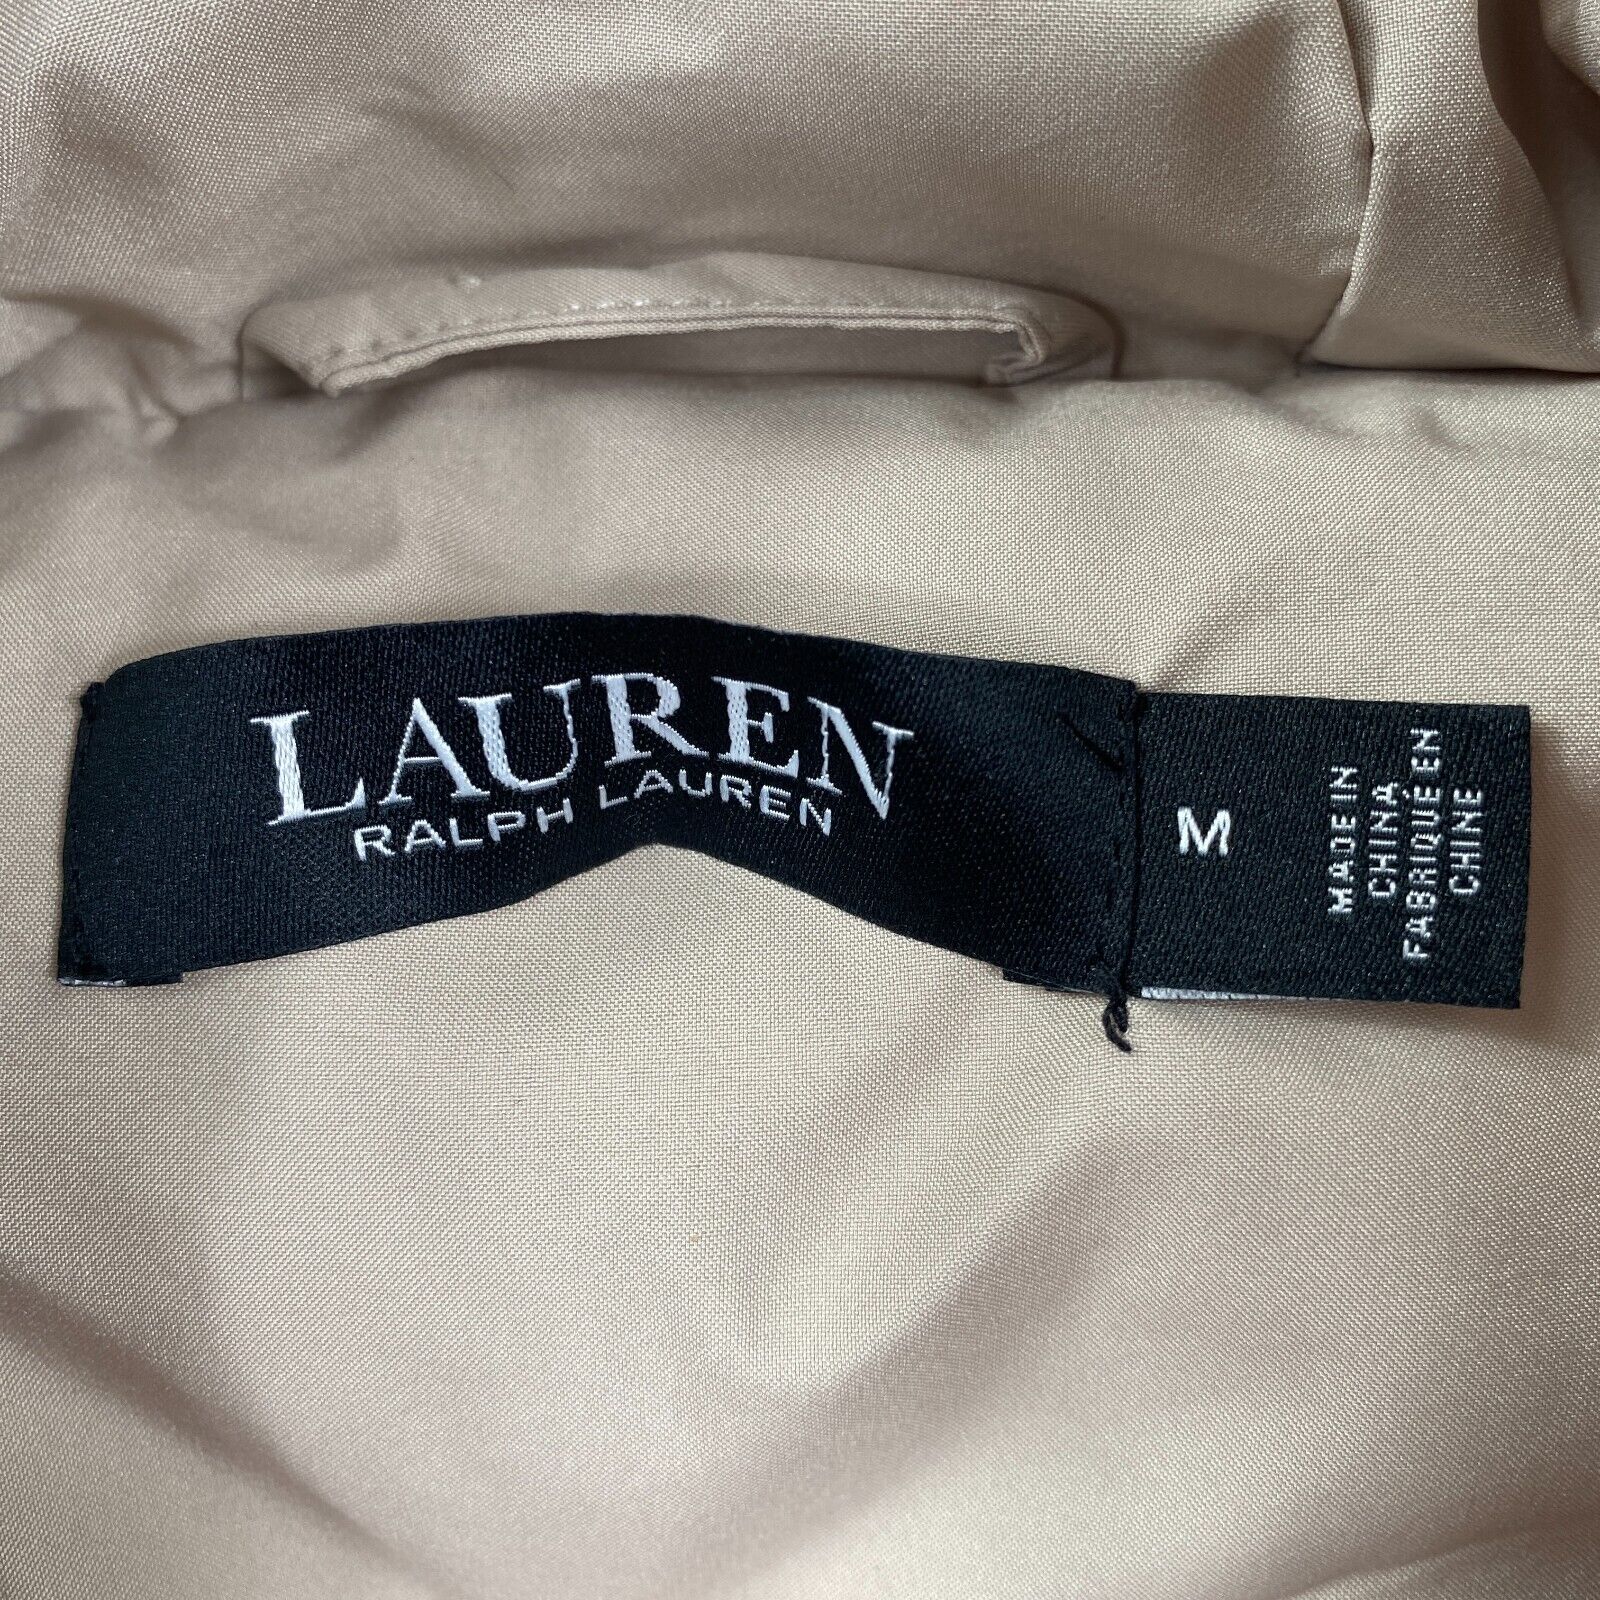 LAUREN
RALPH LAUREN
M
MADE IN
CHINA
FABRIQUÉ EN
CHINE